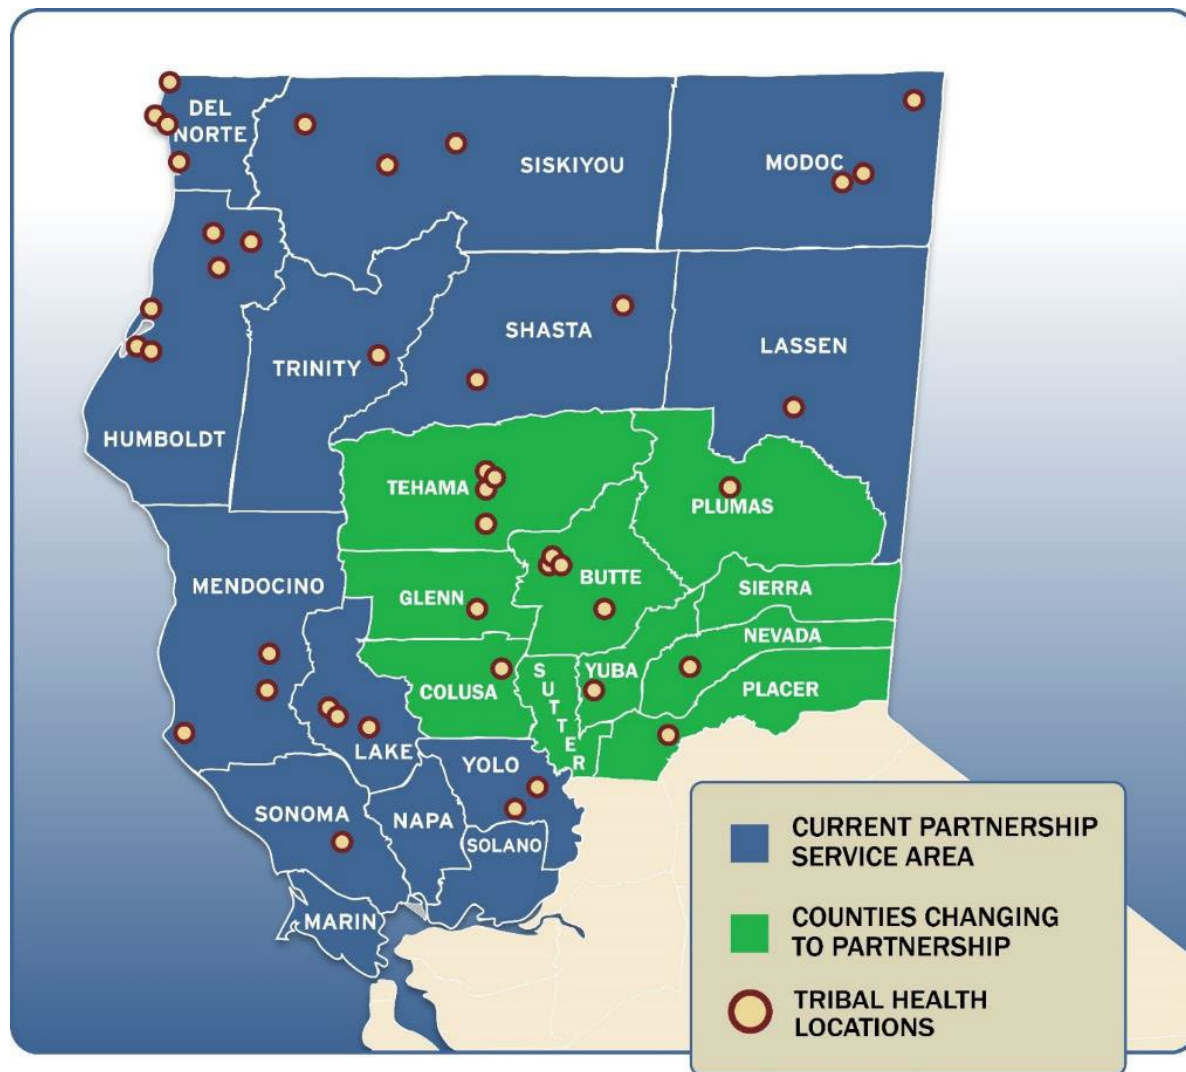 DEL
NORTE
SISKIYOU
MODOC
SHASTA
LASSEN
TRINITY
HUMBOLDT
TEHAMA
PLUMAS
MENDOCINO
GLENN
BUTTE
SIERRA
NEVADA
COLUSA
SUTTER
YUBA
PLACER
LAKE
YOLO
SONOMA
NAPA
SOLANO
MARIN
CURRENT PARTNERSHIP
SERVICE AREA
COUNTIES CHANGING
TO PARTNERSHIP
TRIBAL HEALTH
LOCATIONS